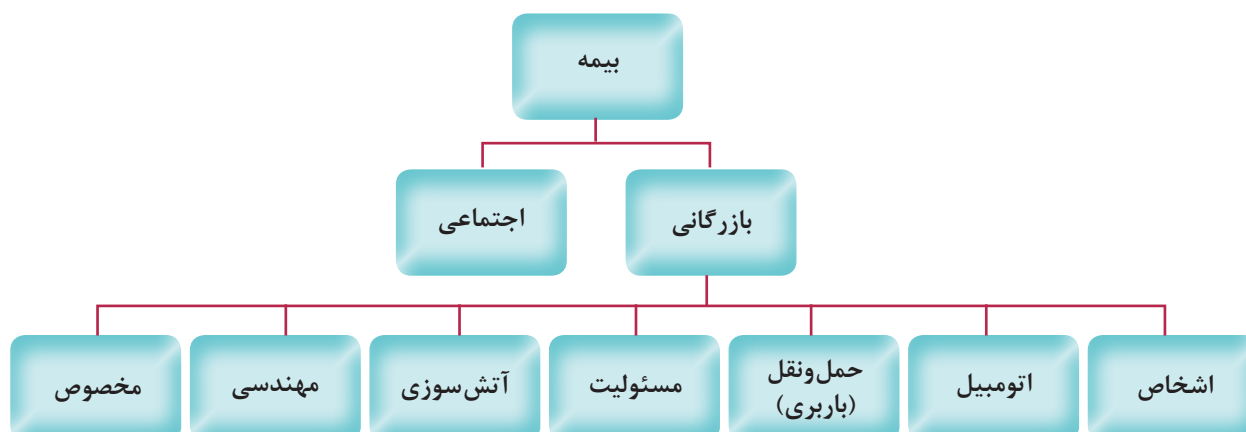 بیمه
بازرگانی
اجتماعی
اشخاص
اتومبیل
حمل‌ونقل
(باربری)
مسئولیت
آتش‌سوزی
مهندسی
مخصوص